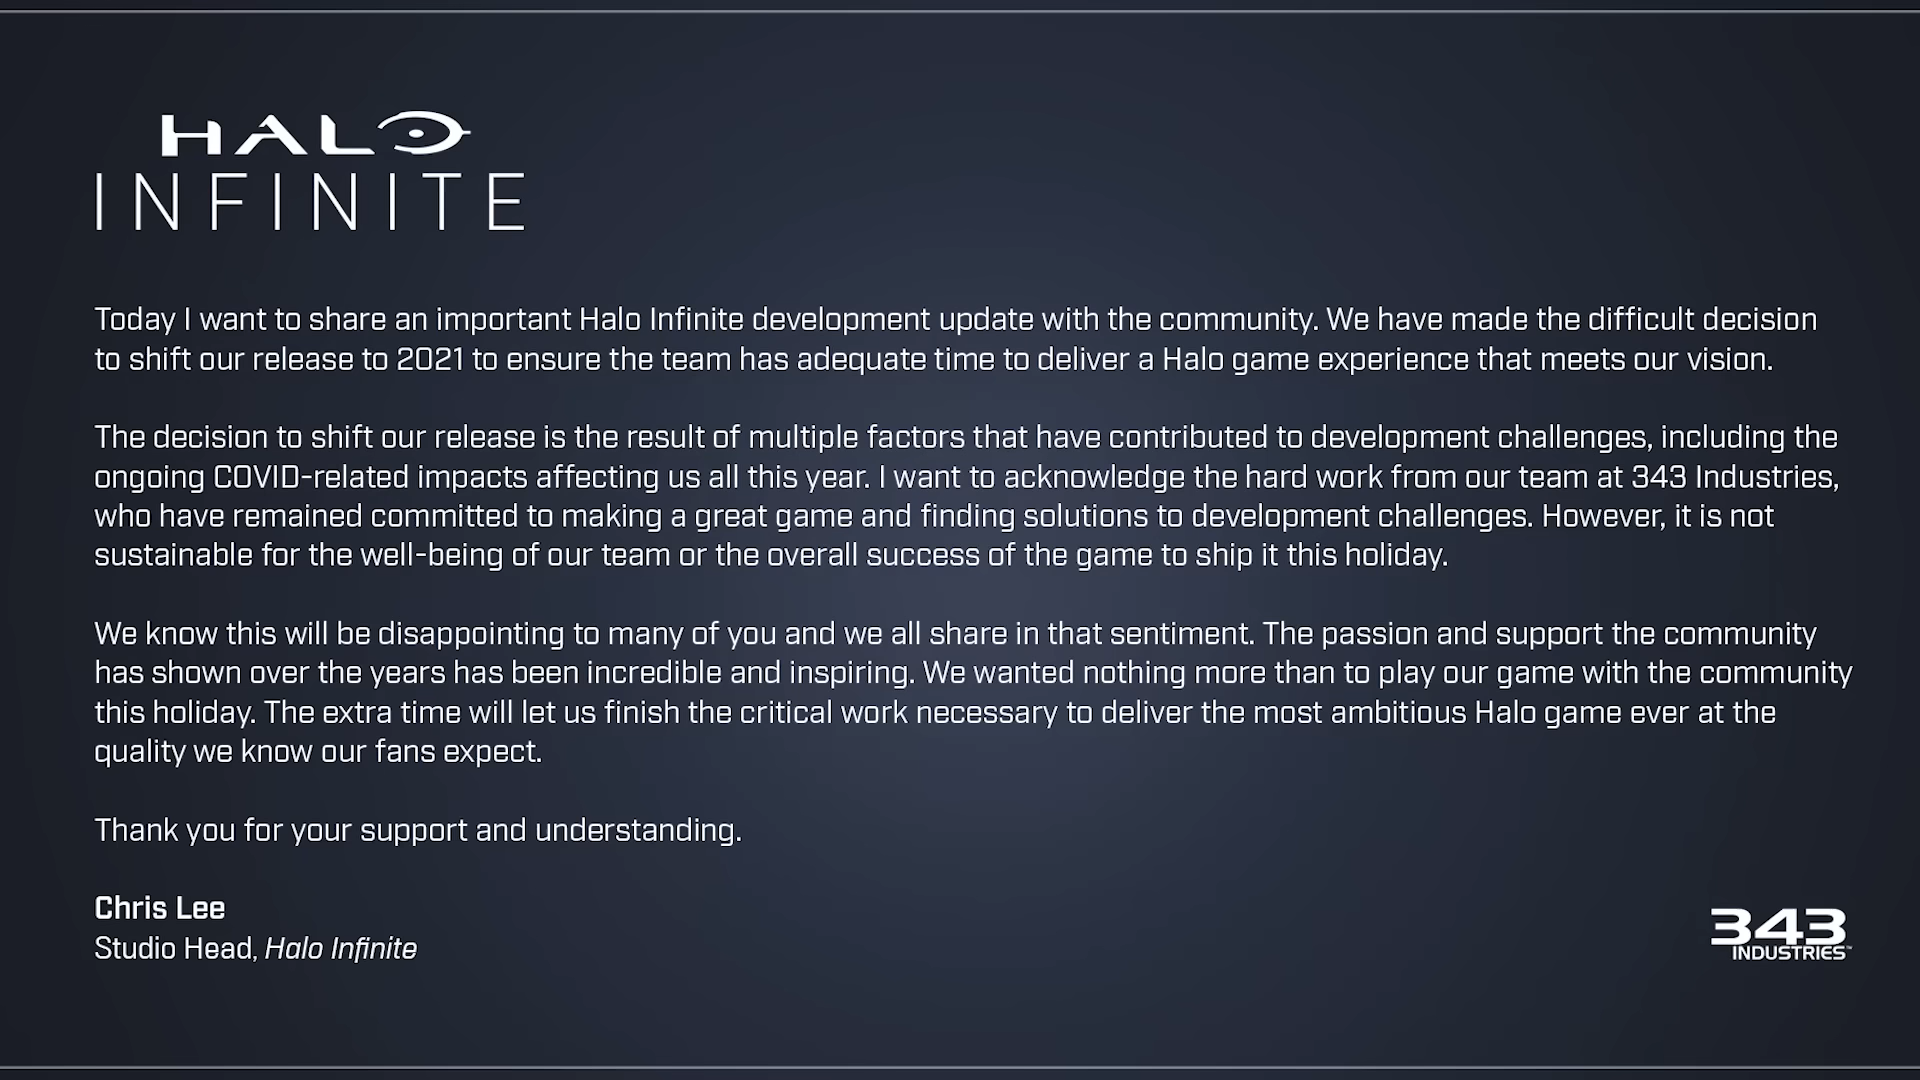 HALO
INFINITE
Today I want to share an important Halo Infinite development update with the community. We have made the difficult decision
to shift our release to 2021 to ensure the team has adequate time to deliver a Halo game experience that meets our vision.
The decision to shift our release is the result of multiple factors that have contributed to development challenges, including the
ongoing COVID-related impacts affecting us all this year. I want to acknowledge the hard work from our team at 343 Industries,
who have remained committed to making a great game and finding solutions to development challenges. However, it is not
sustainable for the well-being of our team or the overall success of the game to ship it this holiday.
We know this will be disappointing to many of you and we all share in that sentiment. The passion and support the community
has shown over the years has been incredible and inspiring. We wanted nothing more than to play our game with the community
this holiday. The extra time will let us finish the critical work necessary to deliver the most ambitious Halo game ever at the
quality we know our fans expect.
Thank you for your support and understanding.
Chris Lee
Studio Head, Halo Infinite
343
INDUSTRIES™